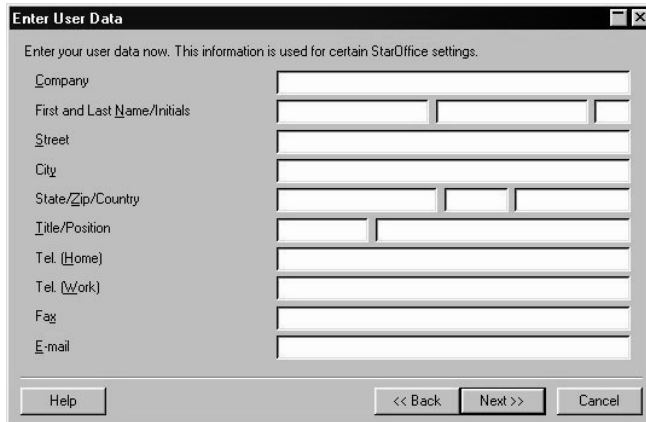 Enter User Data
Enter your user data now. This information is used for certain StarOffice settings.
Company
First and Last Name/Initials
Street
City
State/Zip/Country
Title/Position
Tel. (Home)
Tel. (Work)
Fax
E-mail
Help << Back Next >> Cancel